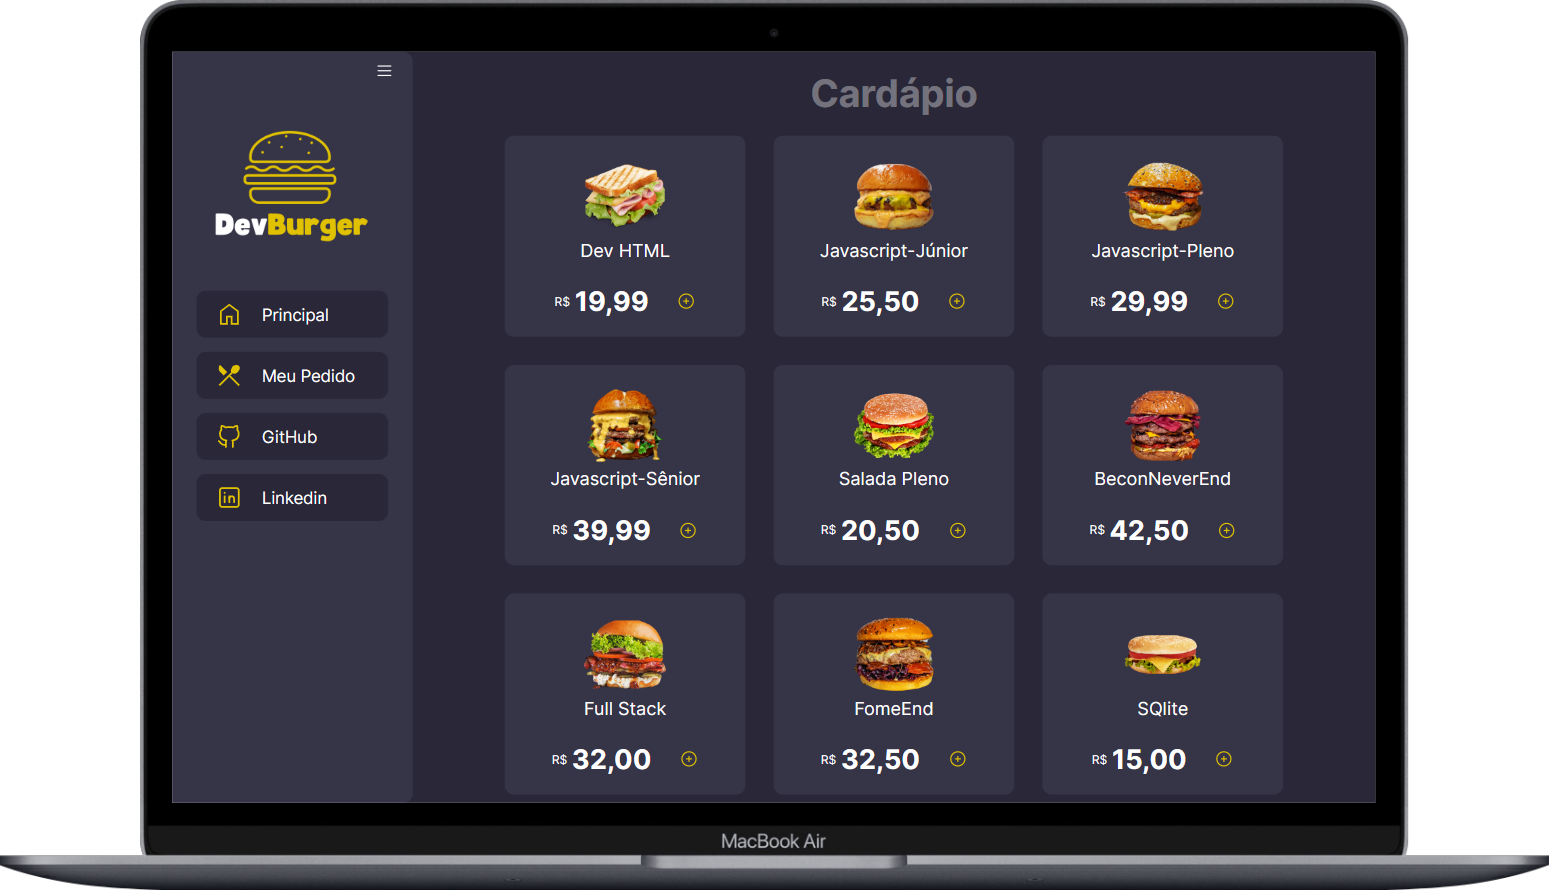 DevBurger
Principal
Meu Pedido
GitHub
Linkedin
Cardápio
Dev HTML
R$ 19,99
Javascript-Júnior
R$ 25,50
Javascript-Pleno
R$ 29,99
Javascript-Sênior
R$ 39,99
Salada Pleno
R$ 20,50
BeconNeverEnd
R$ 42,50
Full Stack
R$ 32,00
FomeEnd
R$ 32,50
SQlite
R$ 15,00
MacBook Air